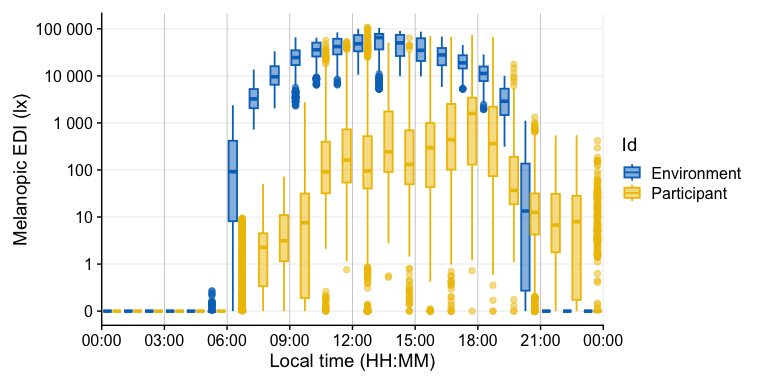 Melanopic EDI (lx)
100 000
10 000
1 000
100
10
1
0
00:00 03:00 06:00 09:00 12:00 15:00 18:00 21:00 00:00
Local time (HH:MM)
Id
Environment
Participant